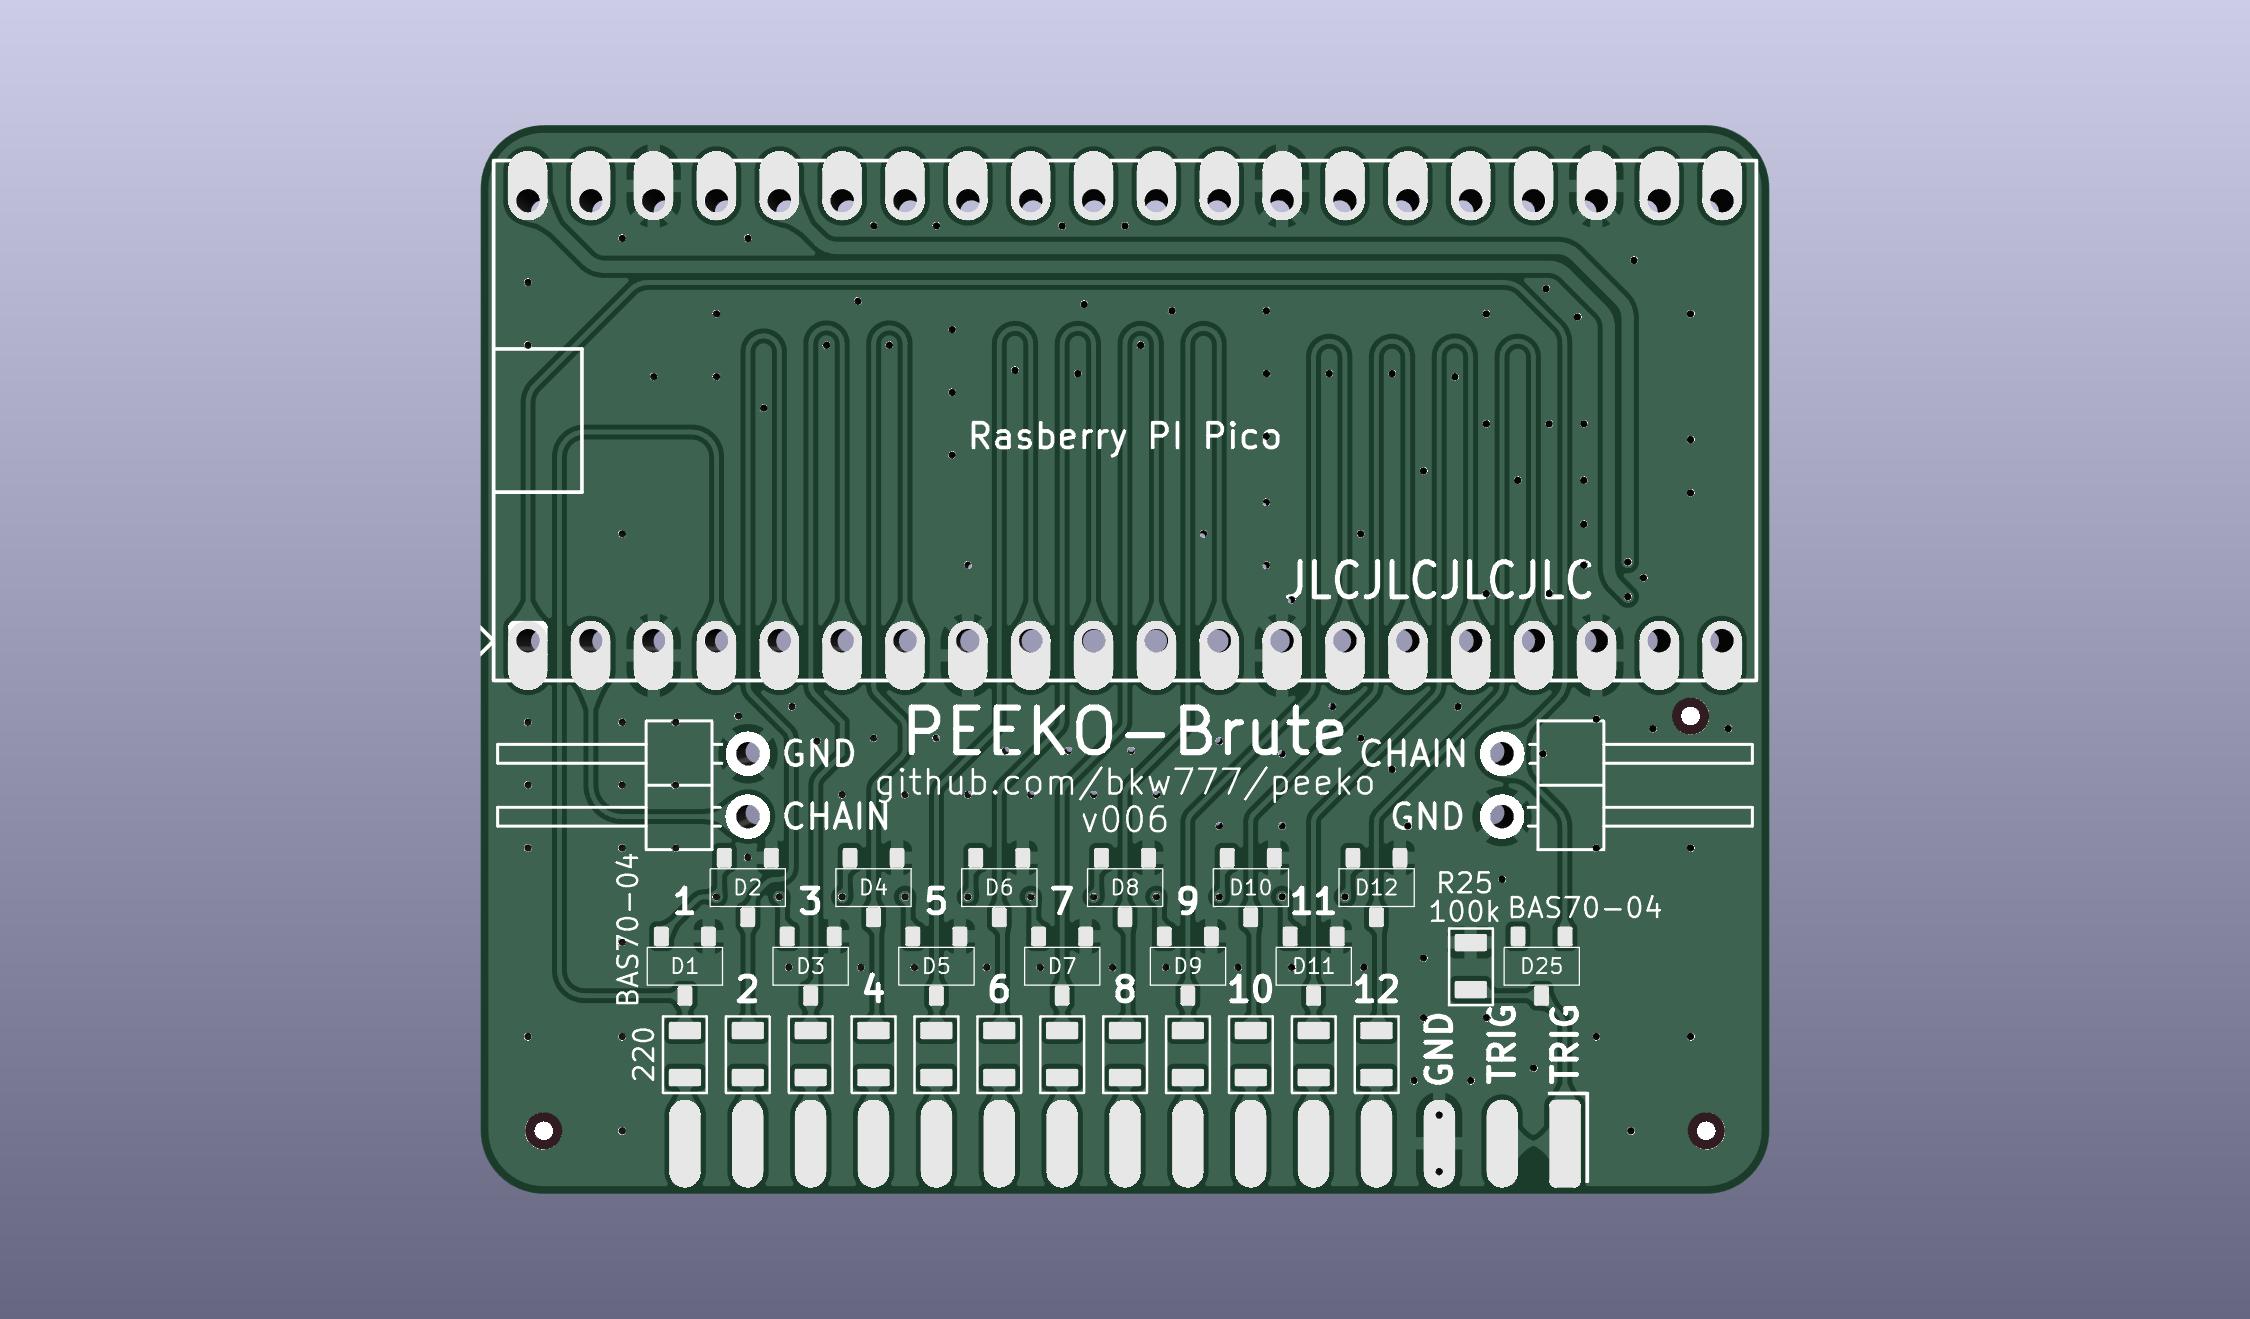 Rasberry PI Pico
JLCJLCJLCJLC
PEEKO-Brute
GND
CHAIN
github.com/bkw777/peeko
CHAIN
GND
v006
BAS70-04
D2
D4
D6
D8
D10
D12
1
3
5
7
9
11
R25
100k
BAS70-04
D1
D3
D5
D7
D9
D11
D25
2
4
6
8
10
12
220
GND
TRIG
TRIG